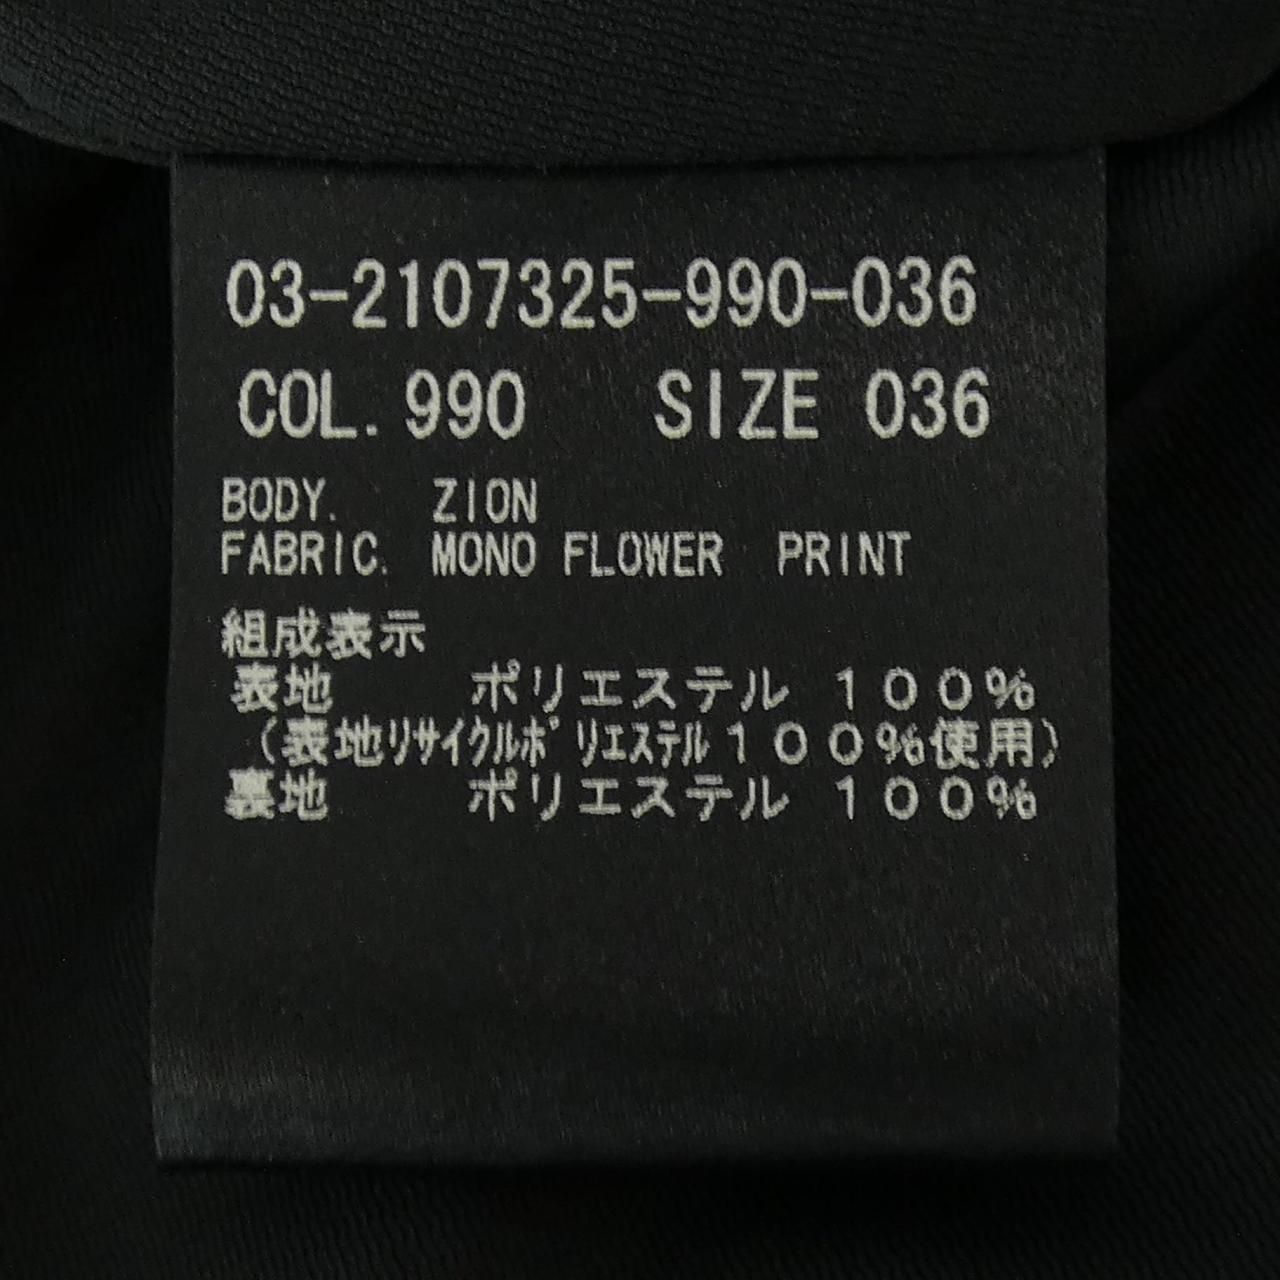 03-2107325-990-036
COL. 990 SIZE 036
BODY. ZION
FABRIC. MONO FLOWER PRINT
組成表示
表地 ポリエステル １００％
（表地ﾘｻｲｸﾙﾎﾟﾘｴｽﾃﾙ１００％使用）
裏地 ポリエステル １００％